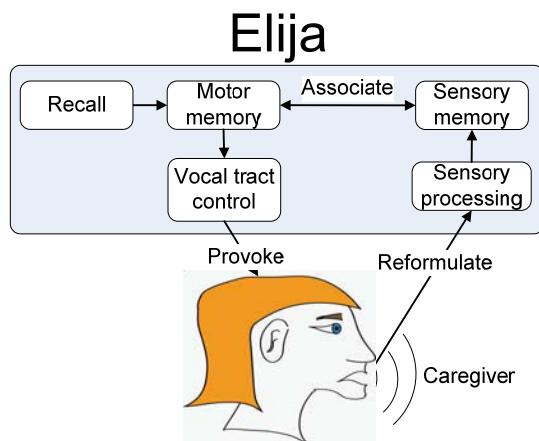 Elija
Recall
Motor
memory
Associate
Sensory
memory
Vocal tract
control
Sensory
processing
Provoke
Reformulate
Caregiver